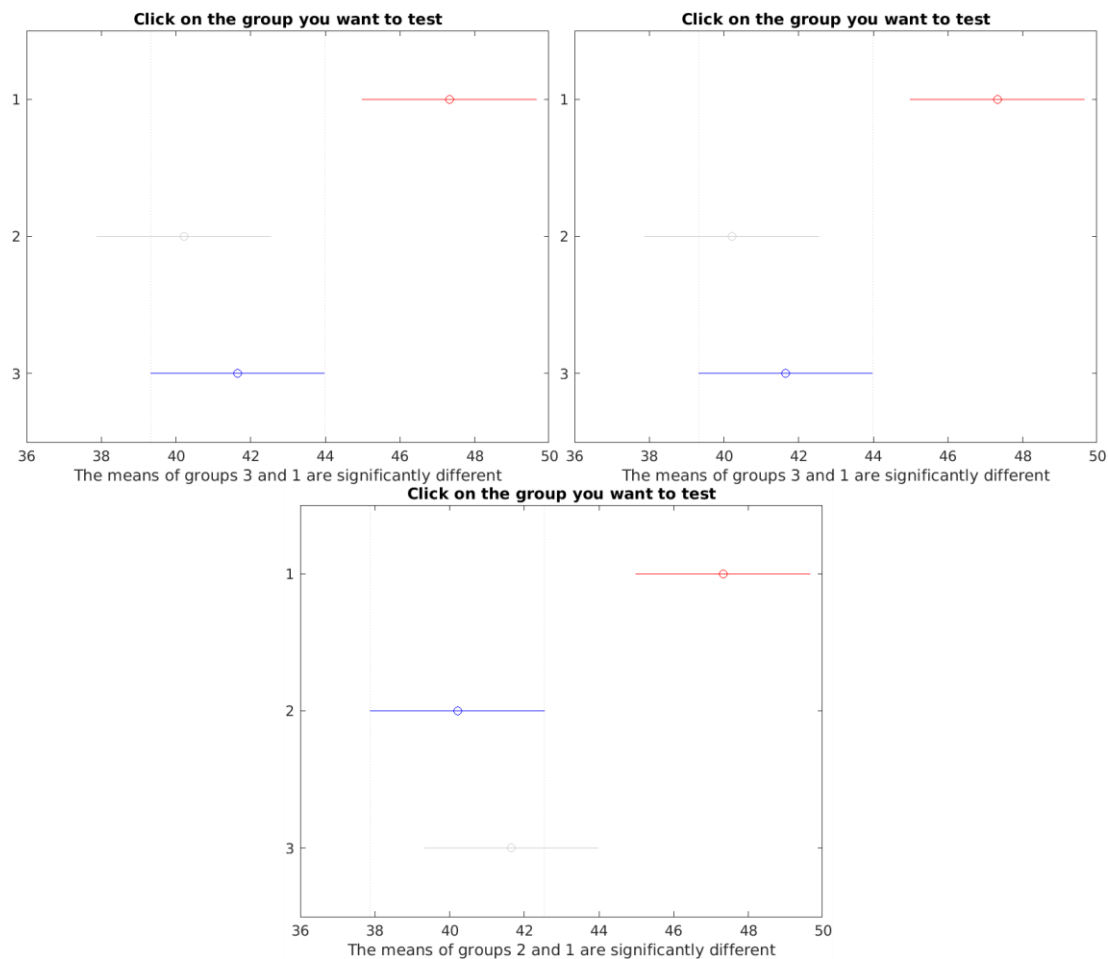 Click on the group you want to test
1
2
3
36 38 40 42 44 46 48 50
The means of groups 3 and 1 are significantly different
Click on the group you want to test
1
2
3
36 38 40 42 44 46 48 50
The means of groups 3 and 1 are significantly different
Click on the group you want to test
1
2
3
36 38 40 42 44 46 48 50
The means of groups 2 and 1 are significantly different